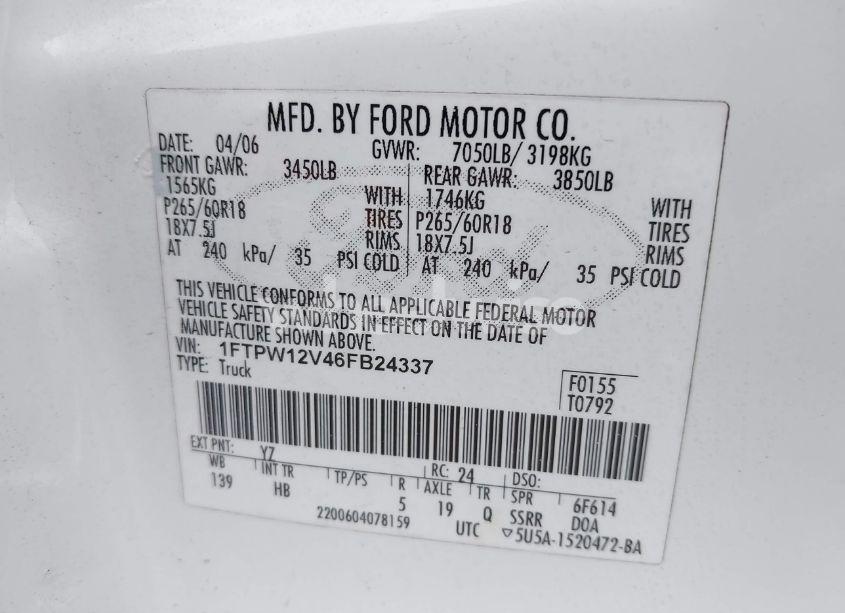 MFD. BY FORD MOTOR CO.
DATE: 04/06 GVWR: 7050LB/ 3198KG
FRONT GAWR: 3450LB REAR GAWR: 3850LB
1565KG WITH 1746KG WITH
P265/60R18 TIRES P265/60R18 TIRES
18X7.5J RIMS 18X7.5J RIMS
AT 240 kPa/ 35 PSI COLD AT 240 kPa/ 35 PSI COLD
THIS VEHICLE CONFORMS TO ALL APPLICABLE FEDERAL MOTOR
VEHICLE SAFETY STANDARDS IN EFFECT ON THE DATE OF
MANUFACTURE SHOWN ABOVE.
VIN: 1FTPW12V46FB24337
TYPE: Truck
F0155
T0792
EXT PNT: YZ RC: 24 DSO:
WB INT TR TP/PS R AXLE TR SPR 6F614
139 HB 5 19 Q SSRR DOA
2200604078159 UTC ▽5U5A-1520472-BA